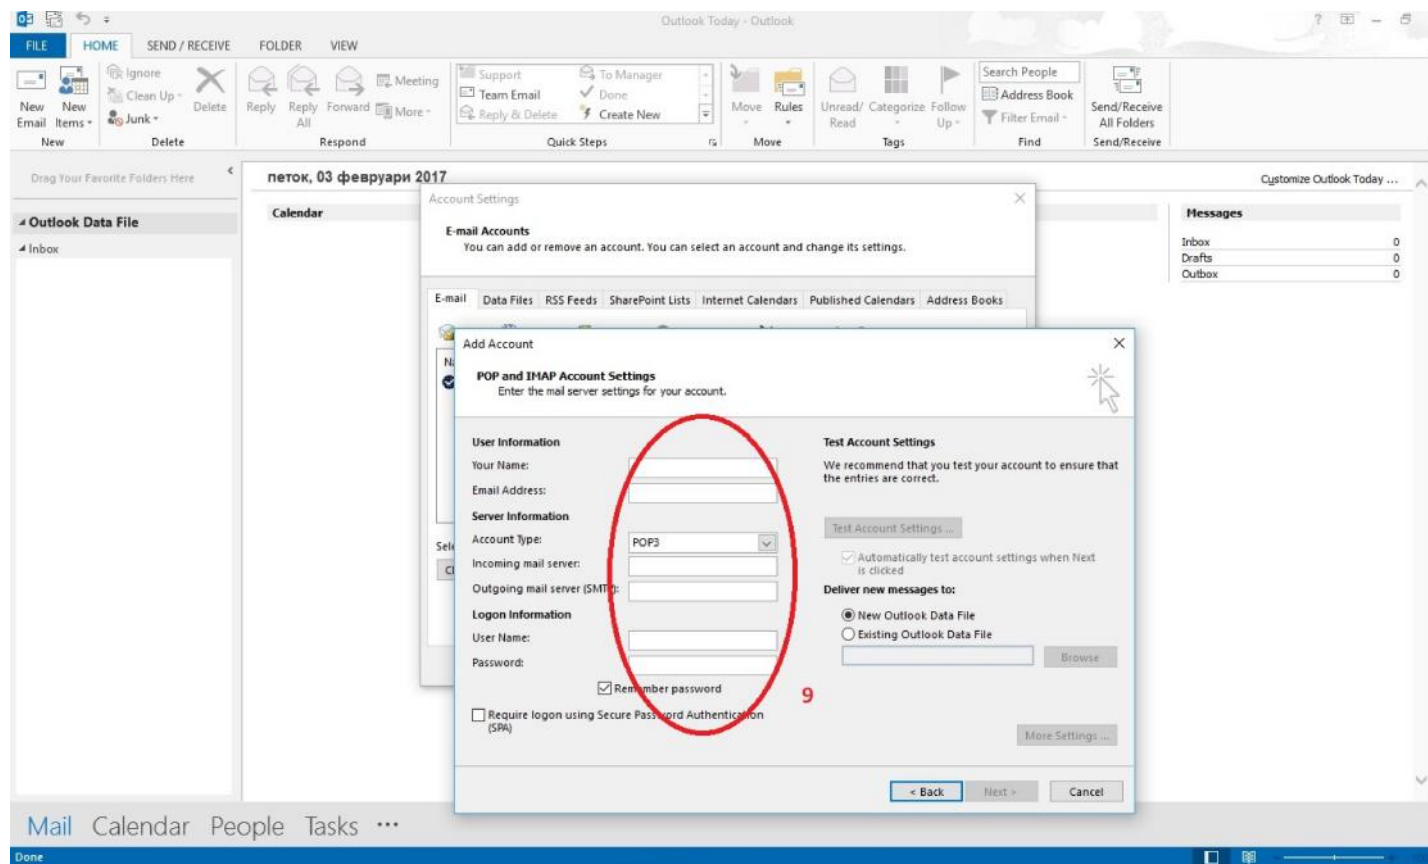 Outlook Today - Outlook
FILE HOME SEND / RECEIVE FOLDER VIEW
Ignore
Clean Up
Junk
Delete
New Email
New Items
Reply
Reply All
Forward
Meeting
More
Support
Team Email
Reply & Delete
To Manager
Done
Create New
Move
Rules
Unread/ Read
Categorize
Follow Up
Search People
Address Book
Filter Email
Send/Receive All Folders
New Delete Respond Quick Steps Move Tags Find Send/Receive
Drag Your Favorite Folders Here
Outlook Data File
Inbox
петок, 03 февруари 2017
Customize Outlook Today ...
Calendar
Messages
Inbox 0
Drafts 0
Outbox 0
Account Settings
E-mail Accounts
You can add or remove an account. You can select an account and change its settings.
E-mail Data Files RSS Feeds SharePoint Lists Internet Calendars Published Calendars Address Books
Add Account
POP and IMAP Account Settings
Enter the mail server settings for your account.
User Information
Your Name:
Email Address:
Server Information
Account Type: POP3
Incoming mail server:
Outgoing mail server (SMTP):
Logon Information
User Name:
Password:
Remember password
Require logon using Secure Password Authentication
(SPA)
9
Test Account Settings
We recommend that you test your account to ensure that
the entries are correct.
Test Account Settings ...
Automatically test account settings when Next
is clicked
Deliver new messages to:
New Outlook Data File
Existing Outlook Data File
Browse
More Settings ...
< Back Next > Cancel
Mail Calendar People Tasks ···
Done